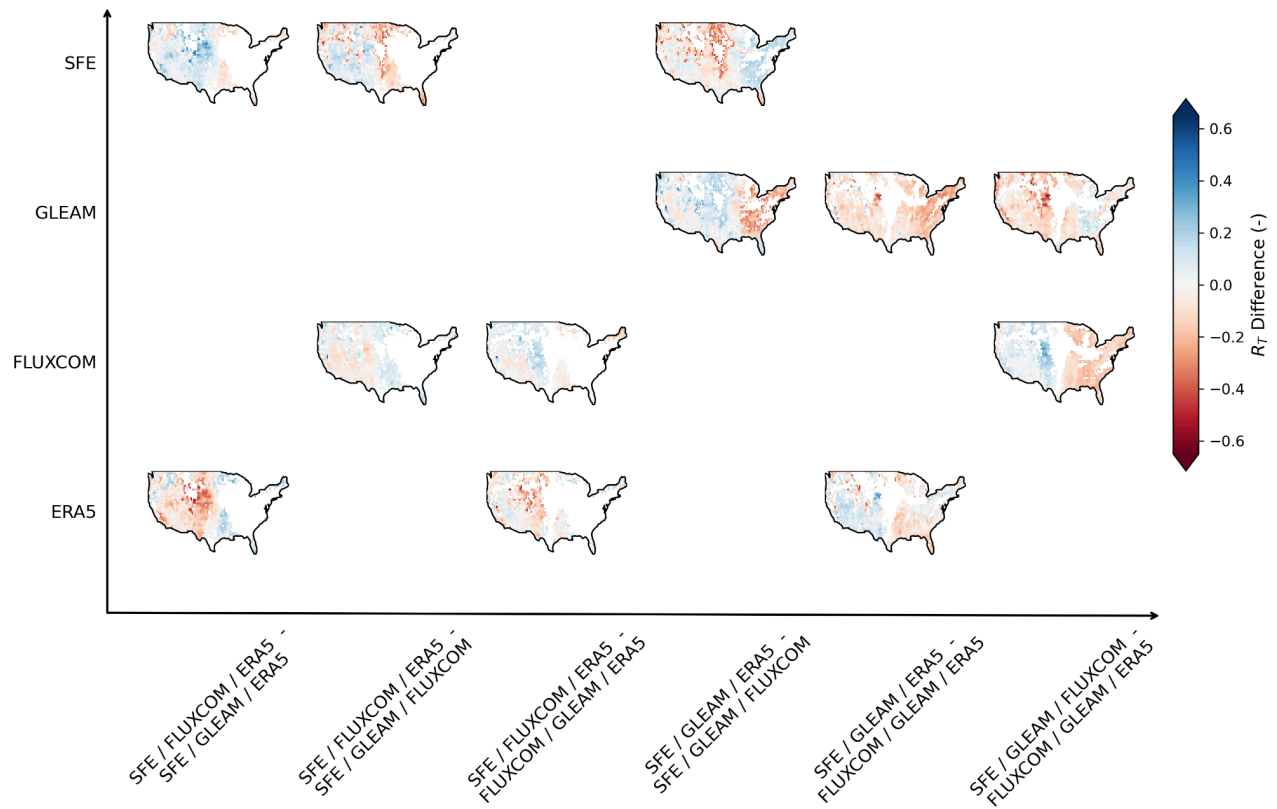 SFE
GLEAM
FLUXCOM
ERA5
SFE / FLUXCOM / ERA5 -
SFE / GLEAM / ERA5
SFE / FLUXCOM / ERA5 -
SFE / GLEAM / FLUXCOM
SFE / FLUXCOM / ERA5 -
FLUXCOM / GLEAM / ERA5
SFE / GLEAM / ERA5 -
SFE / GLEAM / FLUXCOM
SFE / GLEAM / ERA5 -
FLUXCOM / GLEAM / ERA5
SFE / GLEAM / FLUXCOM -
FLUXCOM / GLEAM / ERA5
0.6
0.4
0.2
0.0
−0.2
−0.4
−0.6
R_T Difference (-)